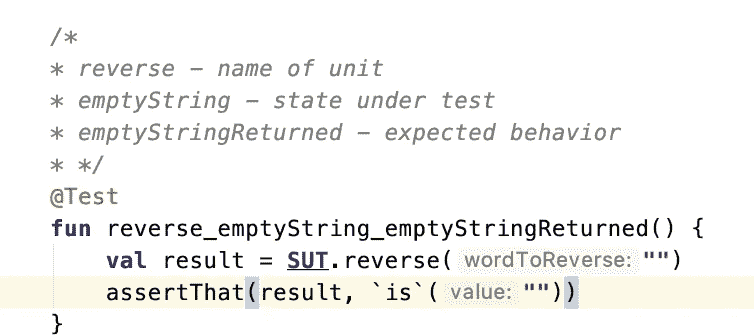 /*
* reverse – name of unit
* emptyString – state under test
* emptyStringReturned – expected behavior
* */
@Test
fun reverse_emptyString_emptyStringReturned() {
val result = SUT.reverse( wordToReverse: "")
assertThat(result, `is`( value: ""))
}